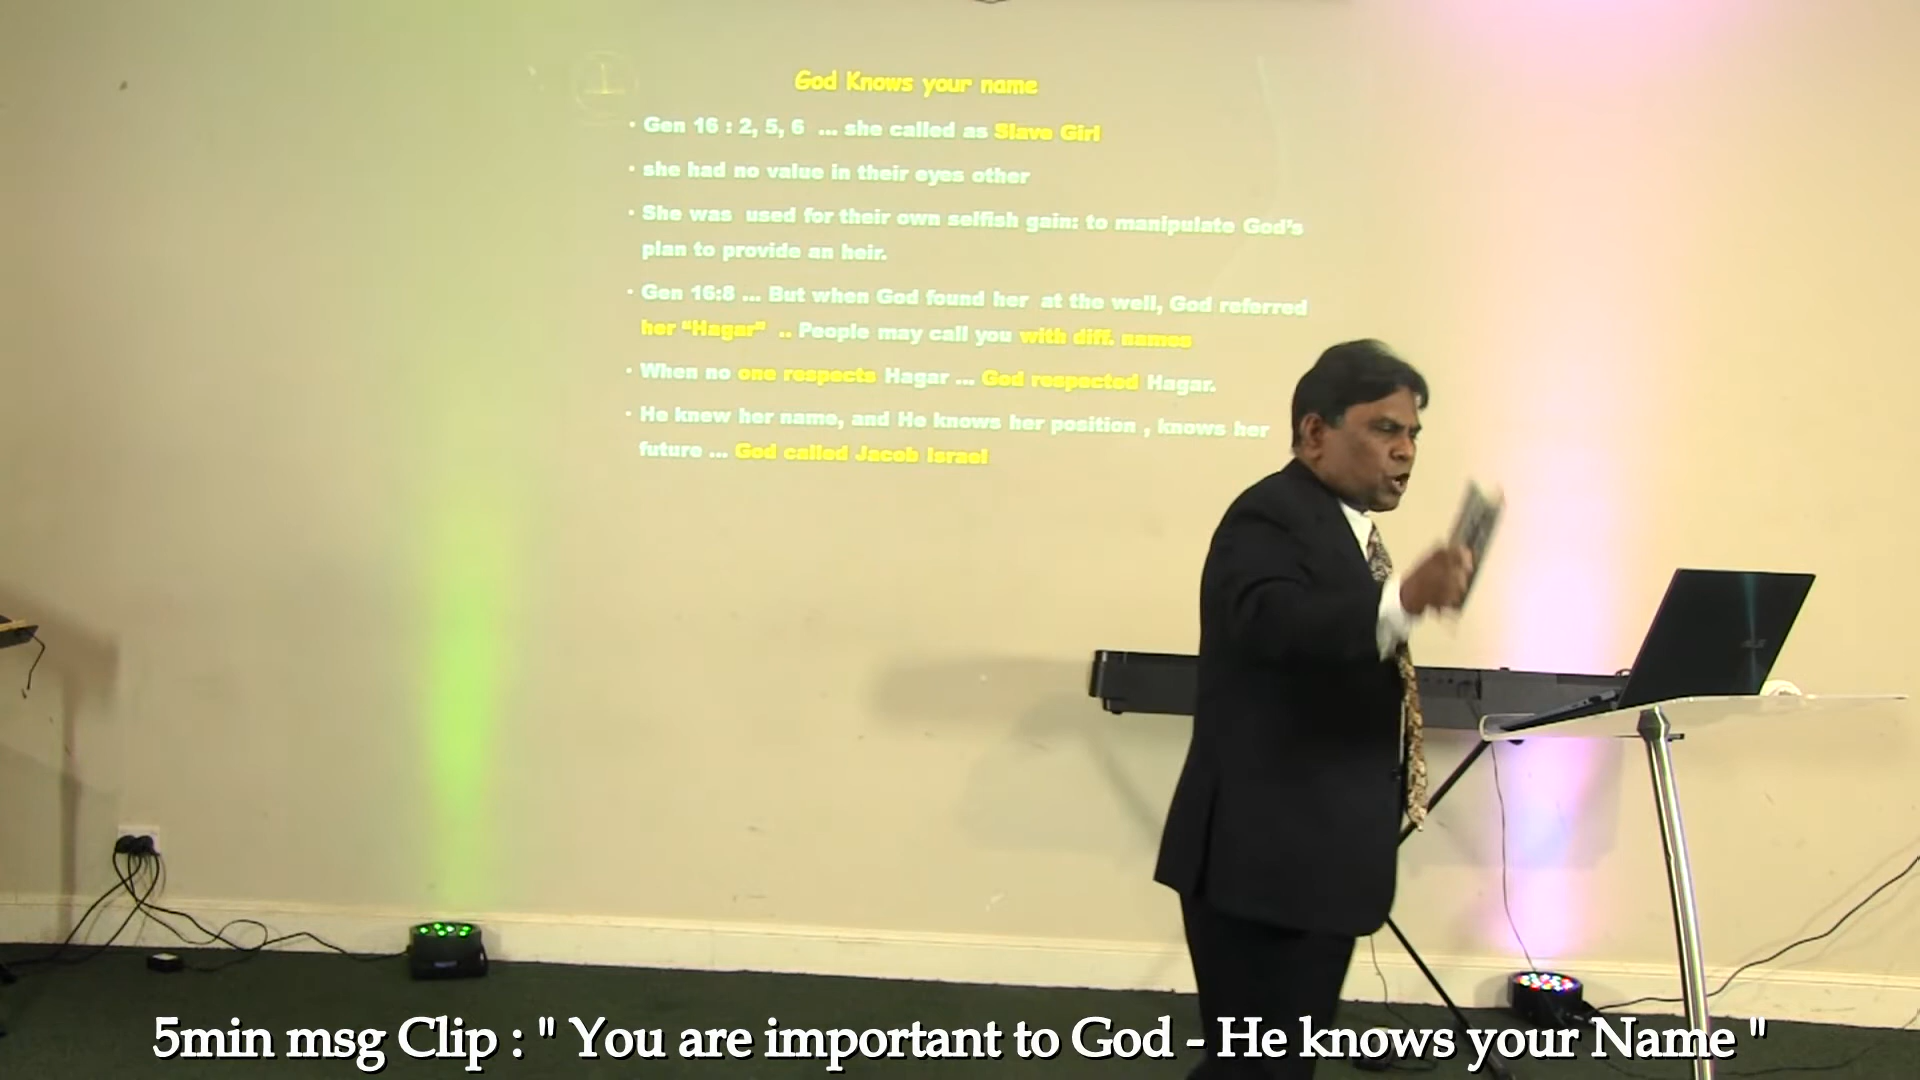 God Knows your name
• Gen 16 : 2, 5, 6 ... she called as Slave Girl
• she had no value in their eyes other
• She was used for their own selfish gain: to manipulate God's
plan to provide an heir.
• Gen 16:8 ... But when God found her at the well, God referred
her "Hagar" .. People may call you with diff. names
• When no one respects Hagar ... God respected Hagar.
• He knew her name, and He knows her position , knows her
future ... God called Jacob Israel
5min msg Clip : " You are important to God - He knows your Name "